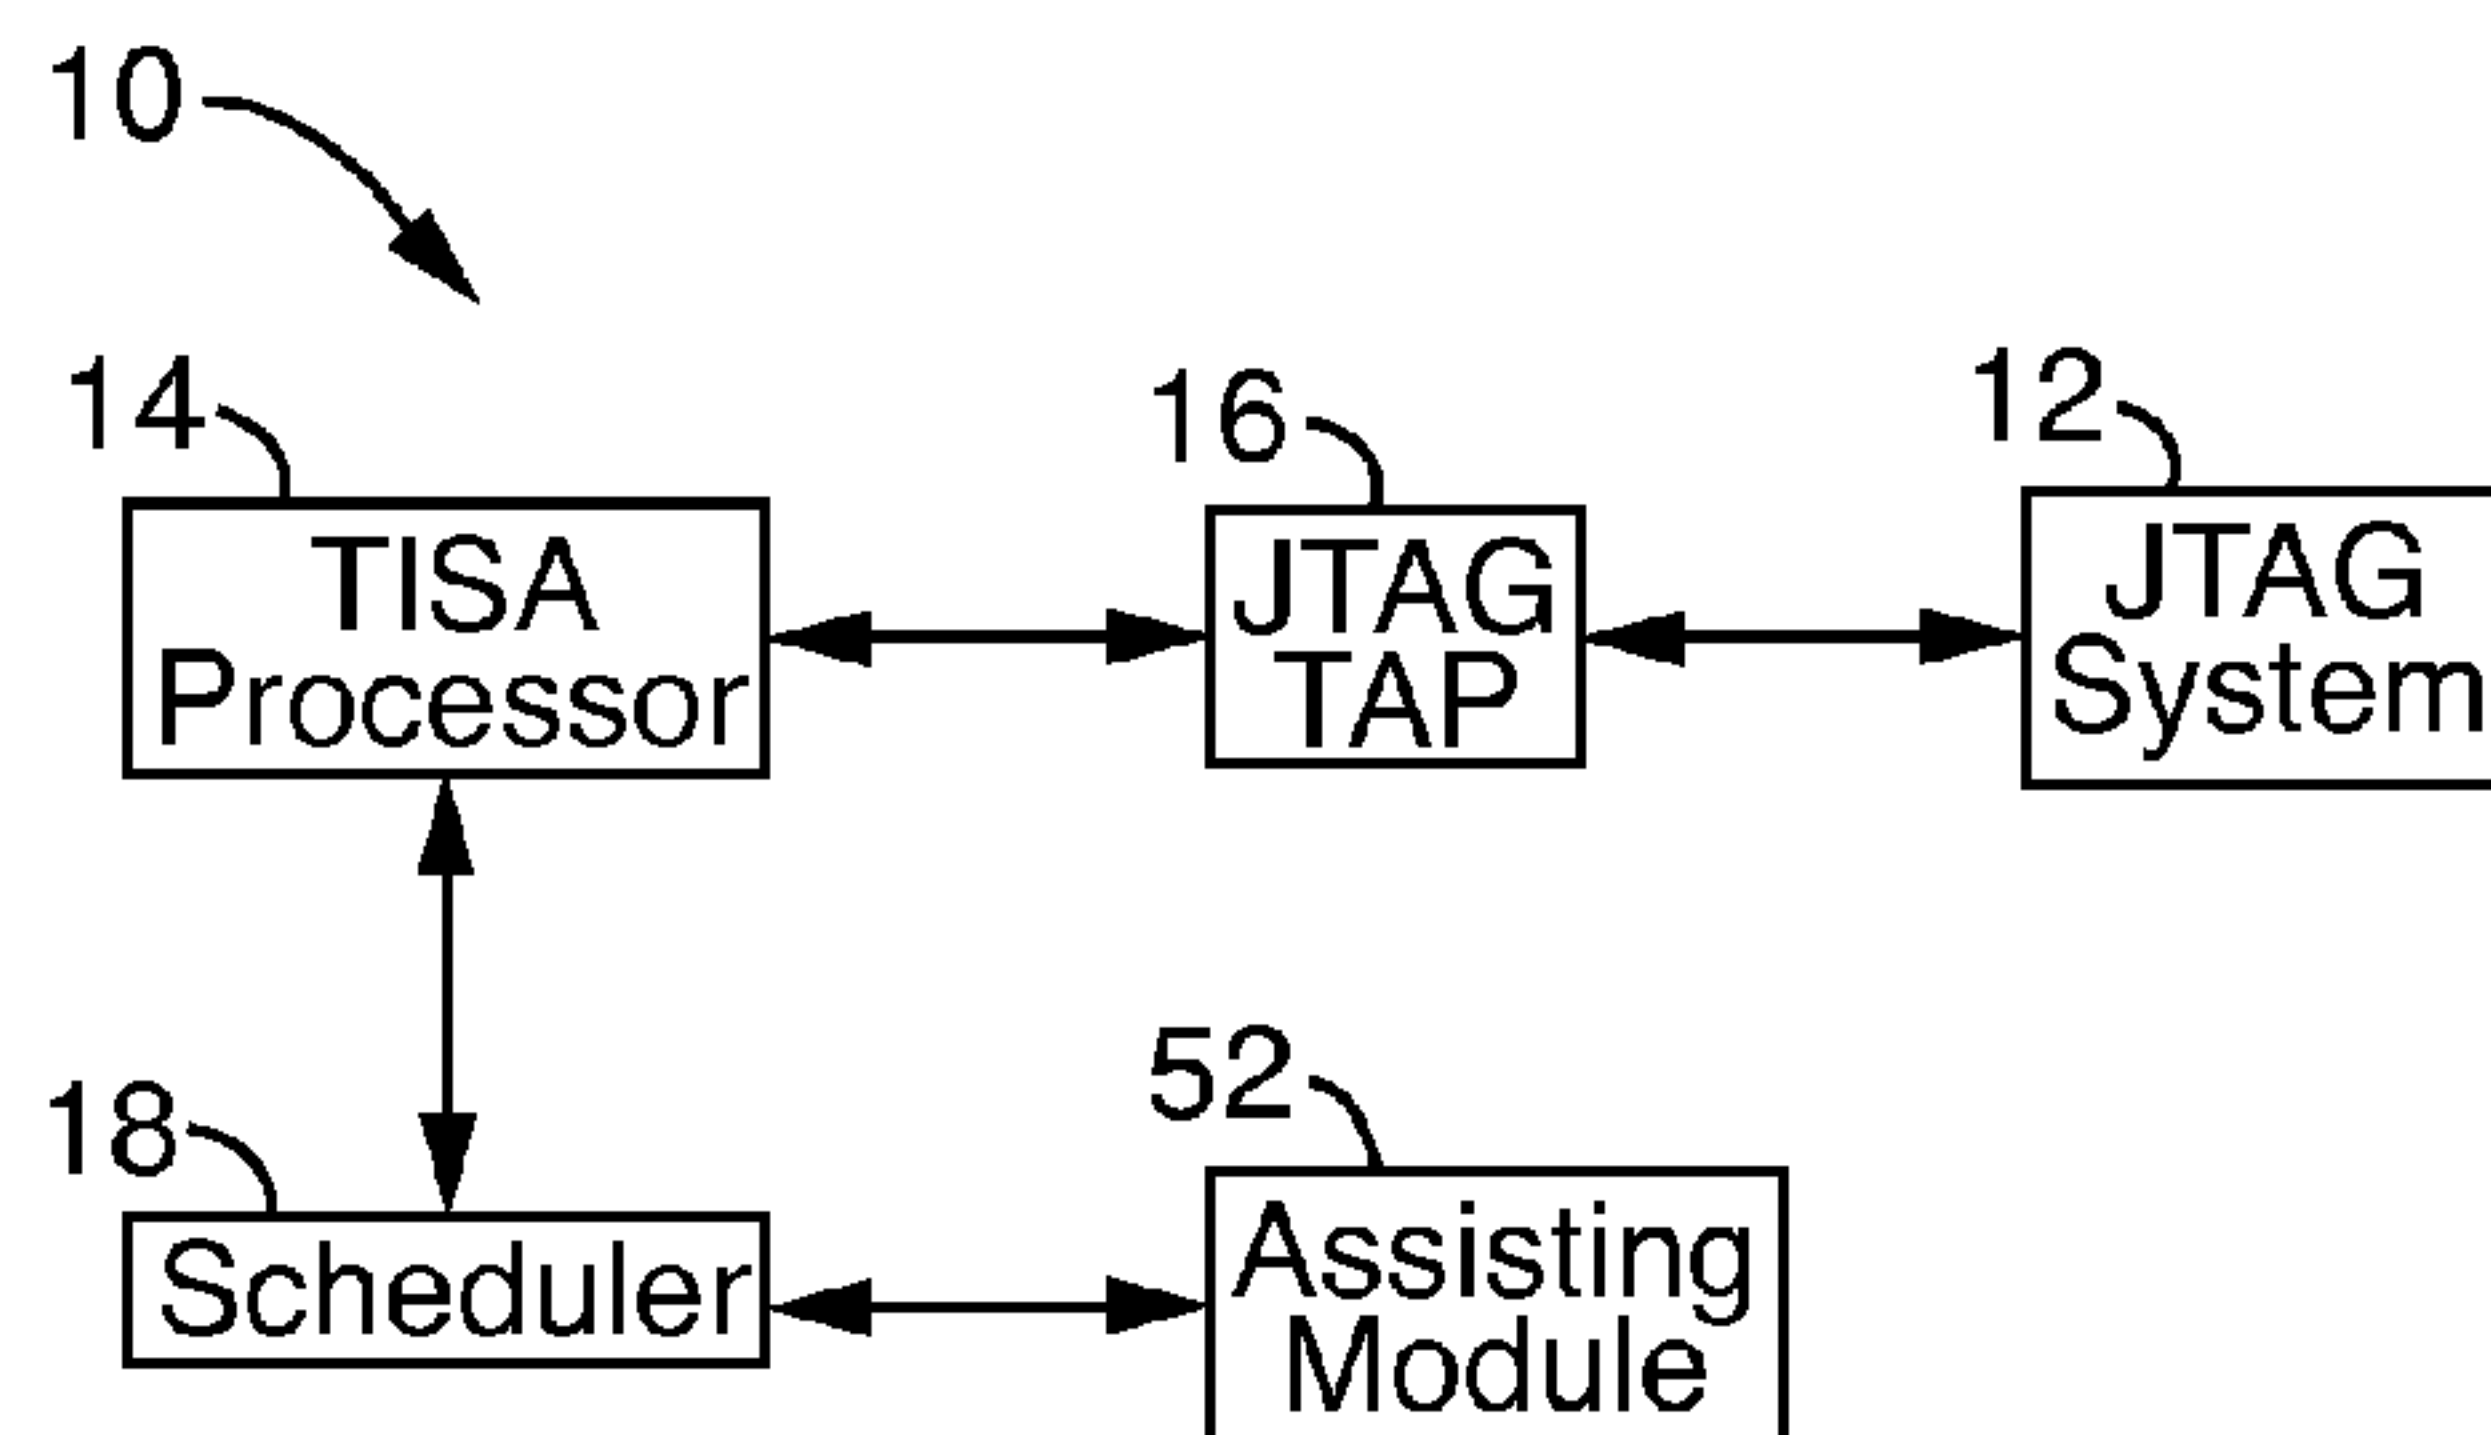 10
14
16
12
TISA
Processor
JTAG
TAP
JTAG
System
18
52
Scheduler
Assisting
Module